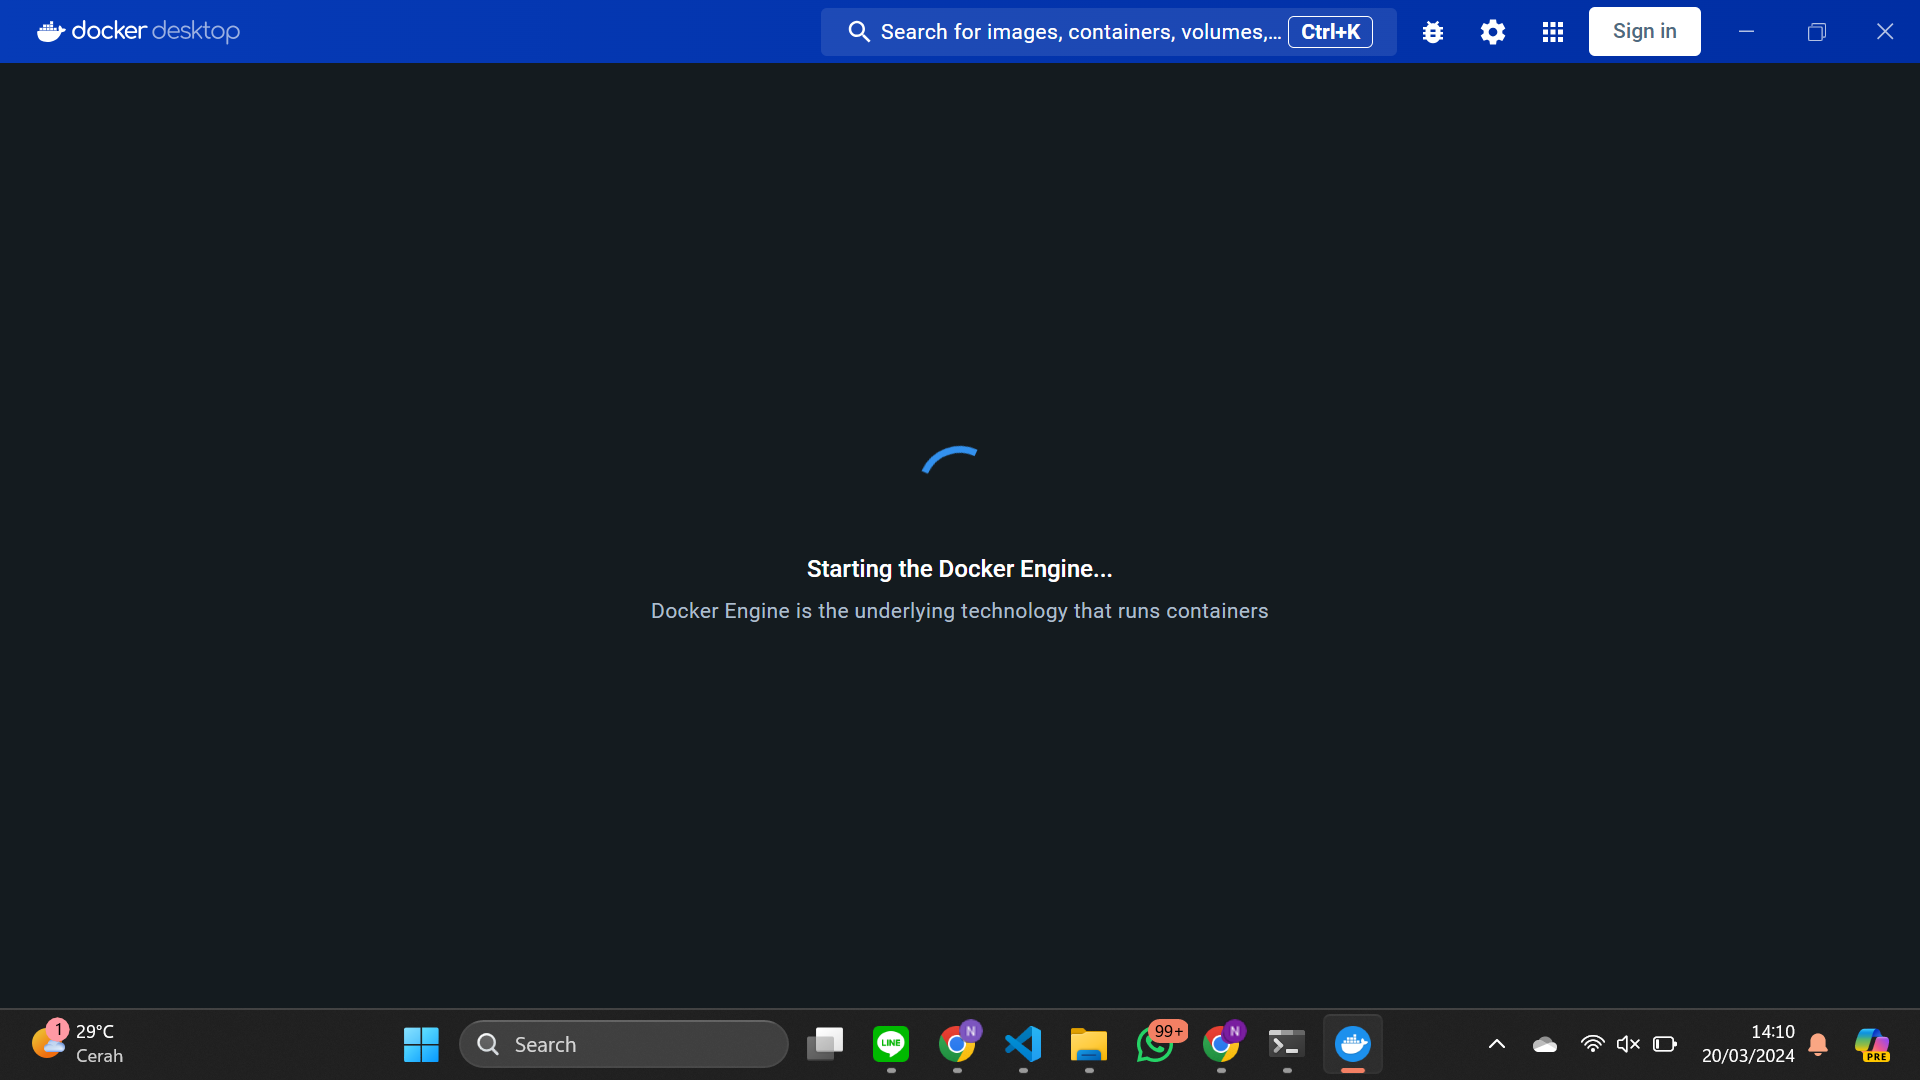 docker desktop
Search for images, containers, volumes,... Ctrl+K
Sign in
Starting the Docker Engine...
Docker Engine is the underlying technology that runs containers
1
29°C
Cerah
Search
LINE
N
99+
N
14:10
20/03/2024
PRE